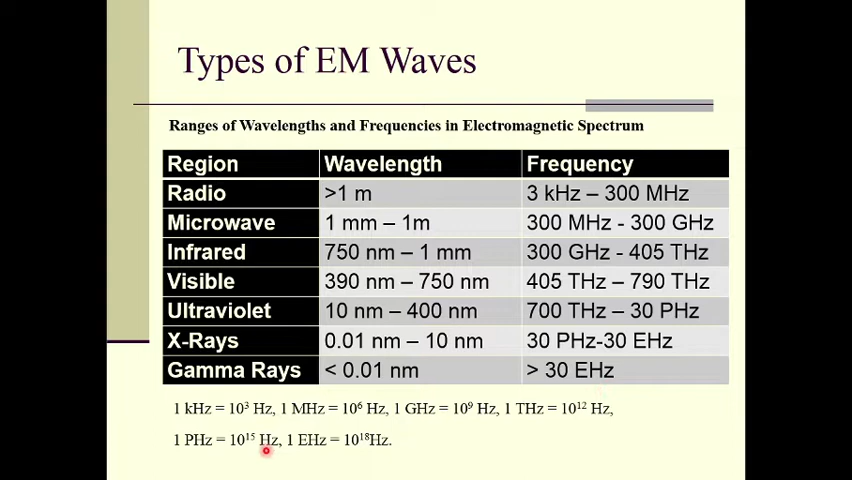 Types of EM Waves
Ranges of Wavelengths and Frequencies in Electromagnetic Spectrum
Region Wavelength Frequency
Radio >1 m 3 kHz – 300 MHz
Microwave 1 mm – 1m 300 MHz - 300 GHz
Infrared 750 nm – 1 mm 300 GHz - 405 THz
Visible 390 nm – 750 nm 405 THz – 790 THz
Ultraviolet 10 nm – 400 nm 700 THz – 30 PHz
X-Rays 0.01 nm – 10 nm 30 PHz-30 EHz
Gamma Rays < 0.01 nm > 30 EHz
1 kHz = 10³ Hz, 1 MHz = 10⁶ Hz, 1 GHz = 10⁹ Hz, 1 THz = 10¹² Hz,
1 PHz = 10¹⁵ Hz, 1 EHz = 10¹⁸Hz.